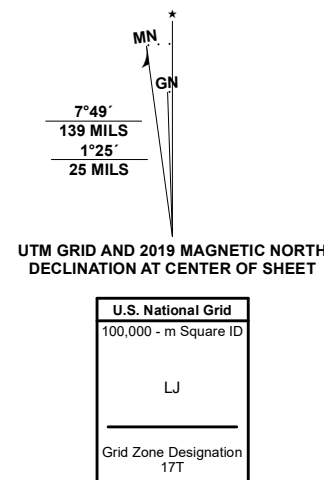 ★
MN
GN
7°49´
139 MILS
1°25´
25 MILS
UTM GRID AND 2019 MAGNETIC NORTH
DECLINATION AT CENTER OF SHEET
U.S. National Grid
100,000 - m Square ID
LJ
Grid Zone Designation
17T